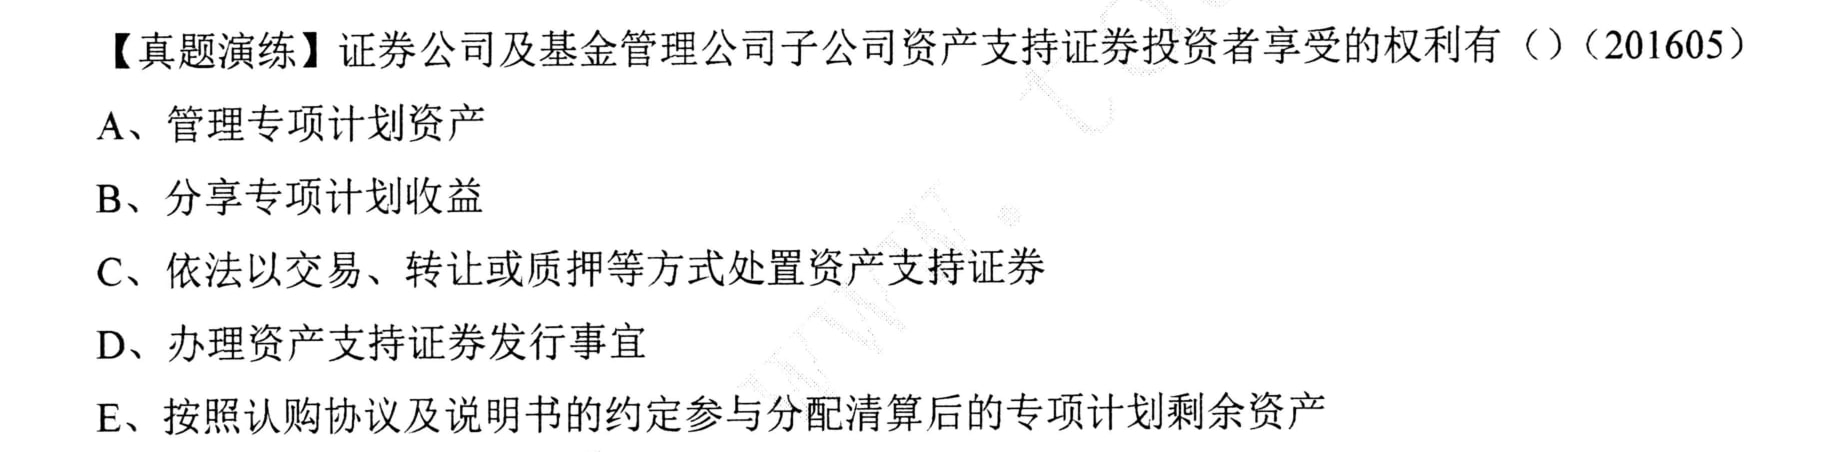 【真题演练】证券公司及基金管理公司子公司资产支持证券投资者享受的权利有（）（201605）
A、管理专项计划资产
B、分享专项计划收益
C、依法以交易、转让或质押等方式处置资产支持证券
D、办理资产支持证券发行事宜
E、按照认购协议及说明书的约定参与分配清算后的专项计划剩余资产
www.